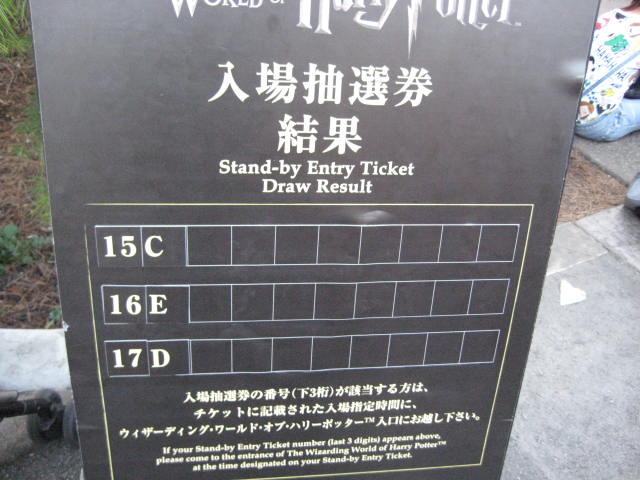 WORLD OF Harry Potter™
入場抽選券
結果
Stand-by Entry Ticket
Draw Result
15 C
16 E
17 D
入場抽選券の番号(下3桁)が該当する方は、
チケットに記載された入場指定時間に、
ウィザーディング・ワールド・オブ・ハリーポッター™入口にお越し下さい。
If your Stand-by Entry Ticket number (last 3 digits) appears above,
please come to the entrance of The Wizarding World of Harry Potter™
at the time designated on your Stand-by Entry Ticket.